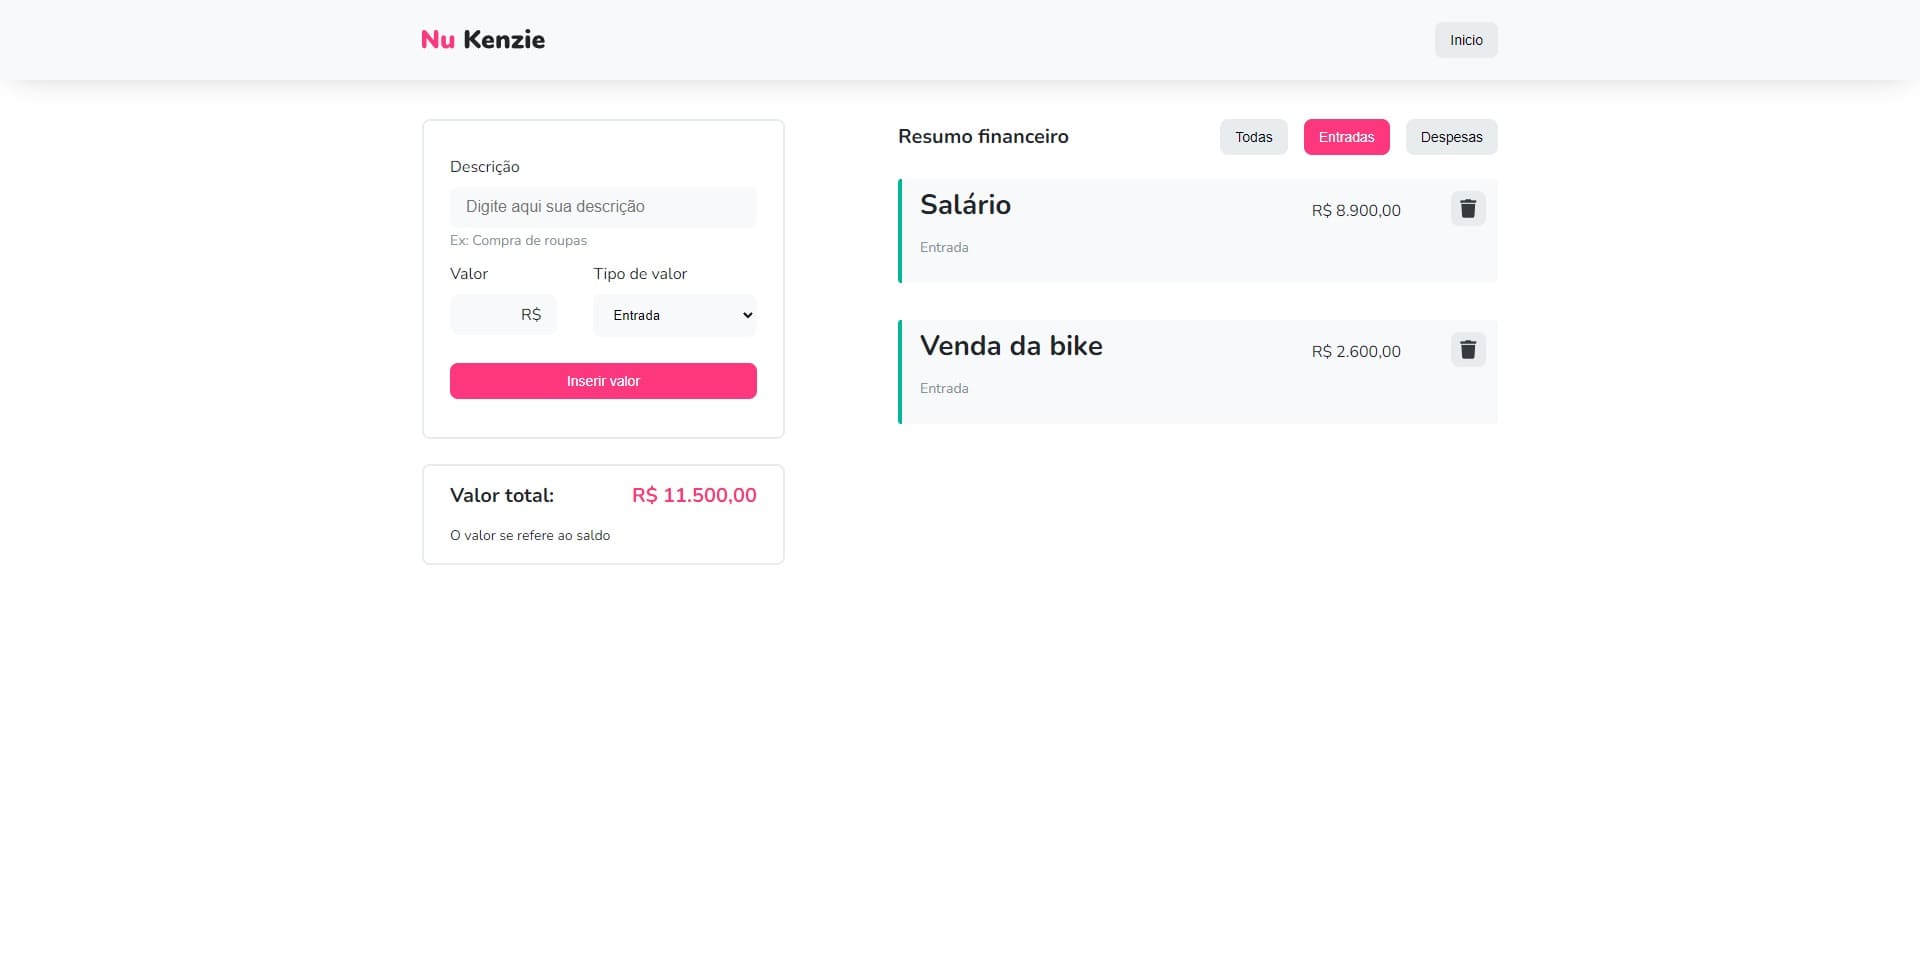 Nu Kenzie
Inicio
Descrição
Digite aqui sua descrição
Ex: Compra de roupas
Valor Tipo de valor
R$ Entrada
Inserir valor
Valor total: R$ 11.500,00
O valor se refere ao saldo
Resumo financeiro Todas Entradas Despesas
Salário R$ 8.900,00
Entrada
Venda da bike R$ 2.600,00
Entrada